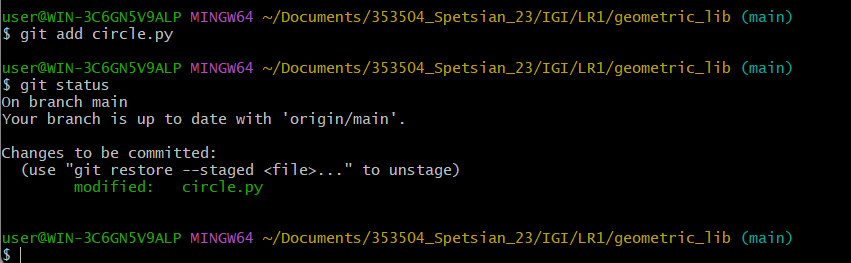 user@WIN-3C6GN5V9ALP MINGW64 ~/Documents/353504_Spetsian_23/IGI/LR1/geometric_lib (main)
$ git add circle.py
user@WIN-3C6GN5V9ALP MINGW64 ~/Documents/353504_Spetsian_23/IGI/LR1/geometric_lib (main)
$ git status
On branch main
Your branch is up to date with 'origin/main'.
Changes to be committed:
  (use "git restore --staged <file>..." to unstage)
        modified:   circle.py
user@WIN-3C6GN5V9ALP MINGW64 ~/Documents/353504_Spetsian_23/IGI/LR1/geometric_lib (main)
$